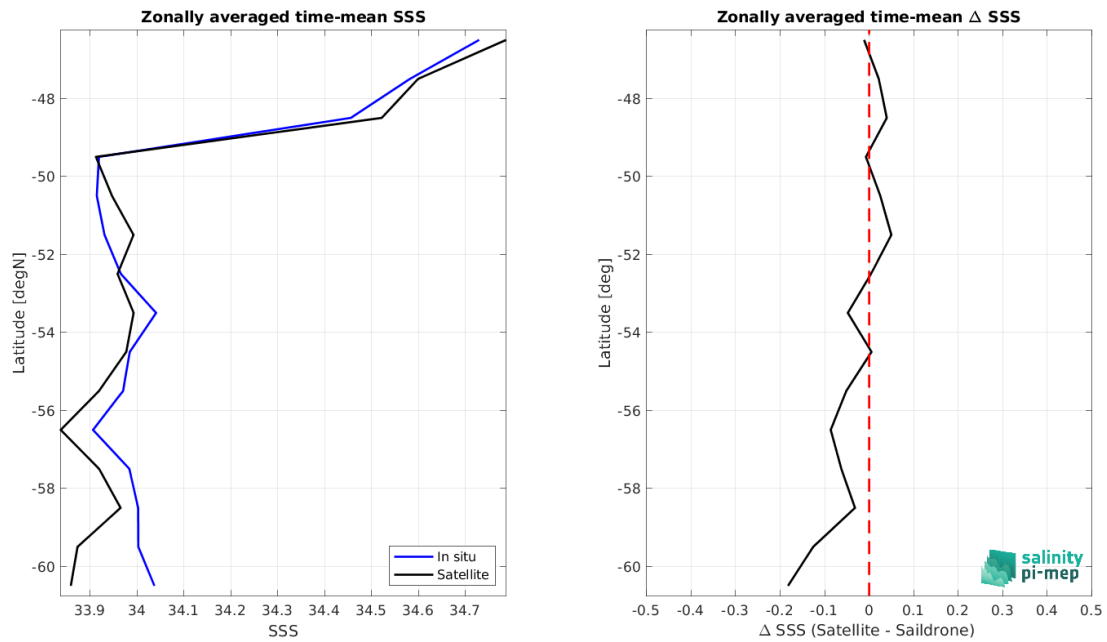 Zonally averaged time-mean SSS
-48
-50
-52
-54
-56
-58
-60
Latitude [degN]
33.9 34 34.1 34.2 34.3 34.4 34.5 34.6 34.7
SSS
In situ
Satellite
Zonally averaged time-mean Δ SSS
-48
-50
-52
-54
-56
-58
-60
Latitude [deg]
-0.5 -0.4 -0.3 -0.2 -0.1 0 0.1 0.2 0.3 0.4 0.5
Δ SSS (Satellite - Saildrone)
salinity
pi-mep